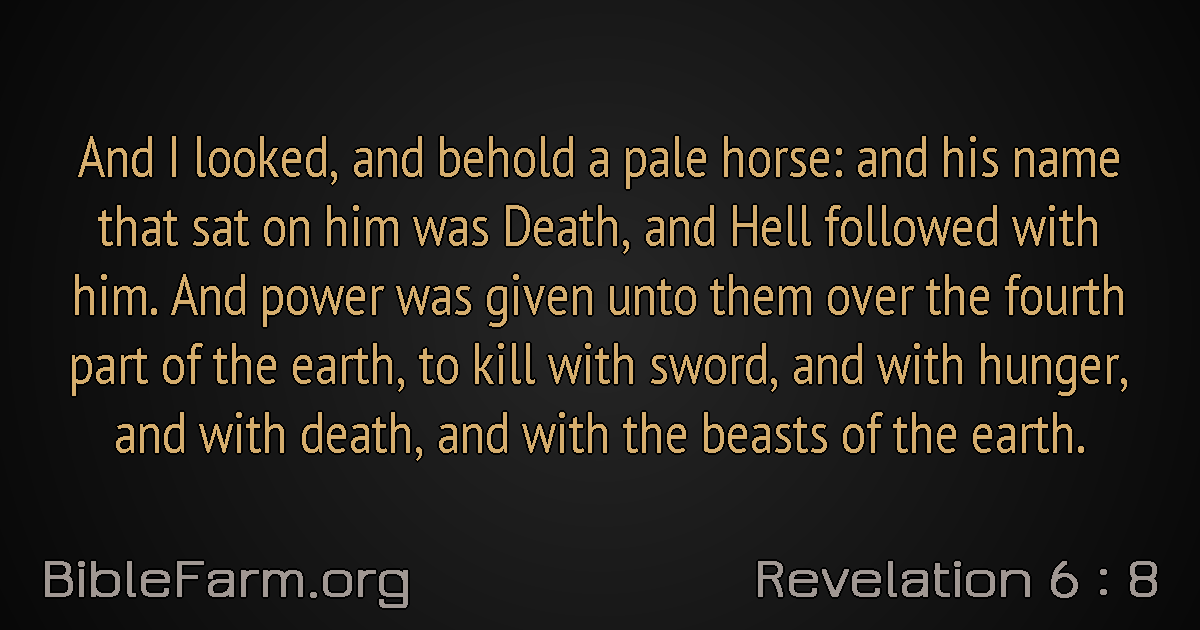 And I looked, and behold a pale horse: and his name
that sat on him was Death, and Hell followed with
him. And power was given unto them over the fourth
part of the earth, to kill with sword, and with hunger,
and with death, and with the beasts of the earth.
BibleFarm.org
Revelation 6 : 8